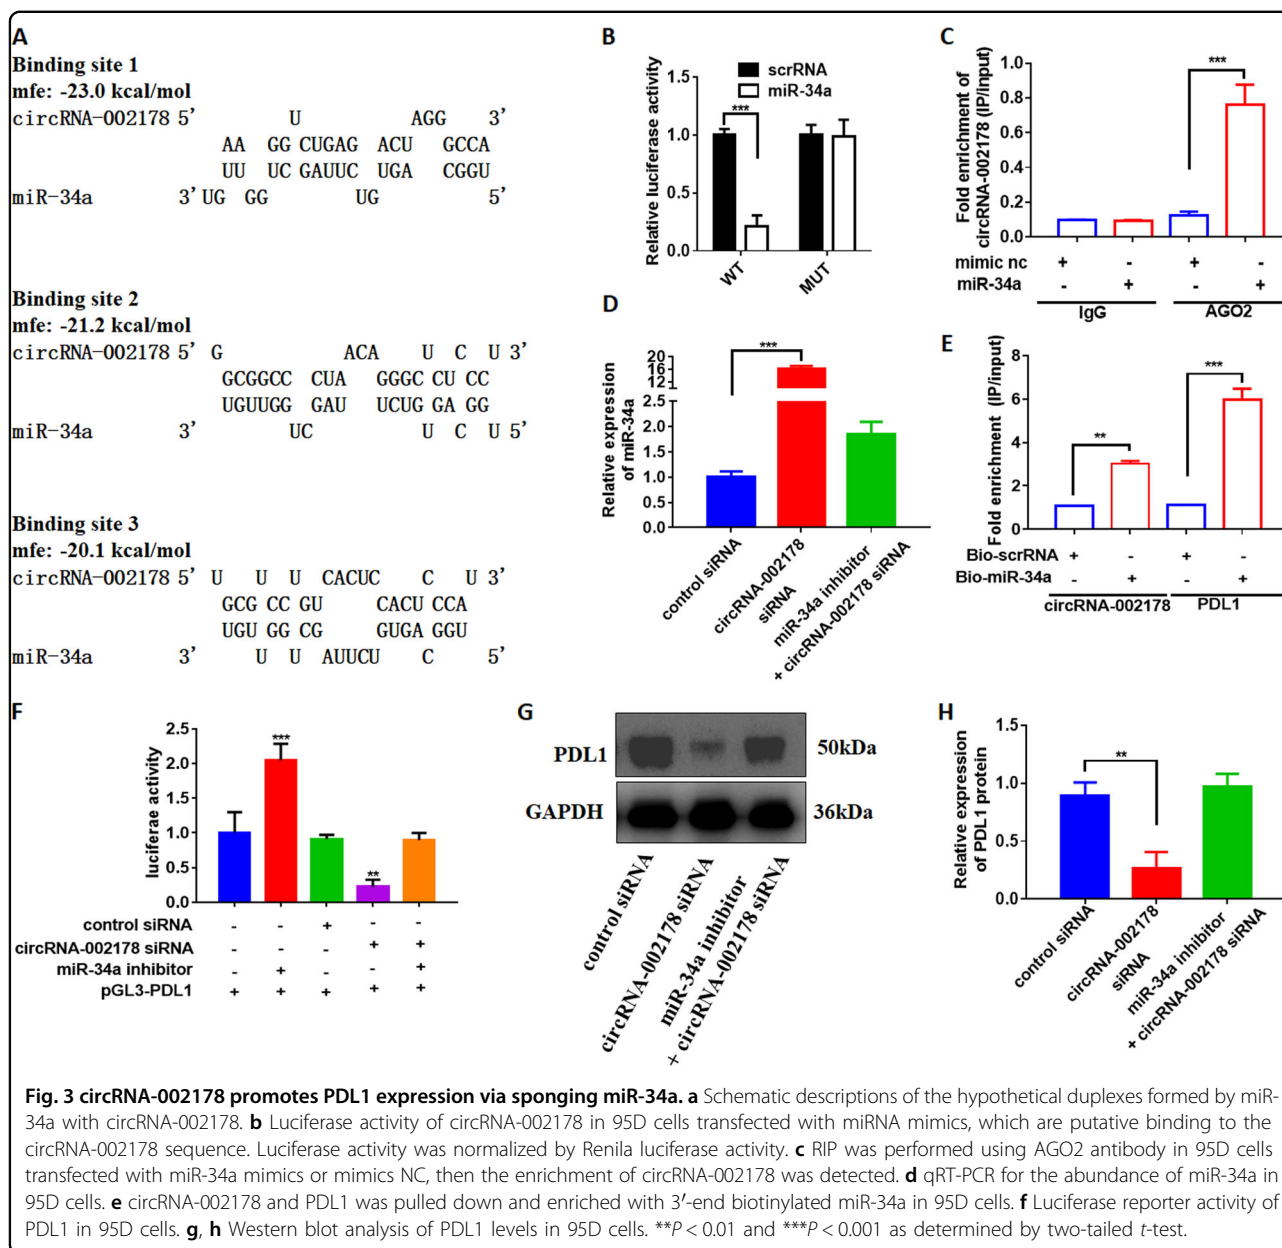 A
Binding site 1
mfe: -23.0 kcal/mol
circRNA-002178 5' U AGG 3'
AA GG CUGAG ACU GCCA
UU UC GAUUC UGA CGGU
miR-34a 3' UG GG UG 5'
Binding site 2
mfe: -21.2 kcal/mol
circRNA-002178 5' G ACA U C U 3'
GCGGCC CUA GGGC CU CC
UGUUGG GAU UCUG GA GG
miR-34a 3' UC U C U 5'
Binding site 3
mfe: -20.1 kcal/mol
circRNA-002178 5' U U U CACUC C U 3'
GCG CC GU CACU CCA
UGU GG CG GUGA GGU
miR-34a 3' U U AUUCU C 5'
B
Relative luciferase activity
1.5
1.0
0.5
0.0
scrRNA
miR-34a
***
WT
MUT
C
Fold enrichment of
circRNA-002178 (IP/input)
1.0
0.8
0.6
0.4
0.2
0.0
***
mimic nc + - + -
miR-34a - + - +
IgG AGO2
D
Relative expression
of miR-34a
20
16
12
2.5
2.0
1.5
1.0
0.5
0.0
***
control siRNA
circRNA-002178
siRNA
miR-34a inhibitor
+ circRNA-002178 siRNA
E
Fold enrichment (IP/input)
8
6
4
2
0
**
***
Bio-scrRNA + - + -
Bio-miR-34a - + - +
circRNA-002178 PDL1
F
luciferae activity
2.5
2.0
1.5
1.0
0.5
0.0
***
**
control siRNA - - + - -
circRNA-002178 siRNA - - - + +
miR-34a inhibitor - + - - +
pGL3-PDL1 + + + + +
G
PDL1 50kDa
GAPDH 36kDa
control siRNA
circRNA-002178 siRNA
miR-34a inhibitor
+ circRNA-002178 siRNA
H
Relative expression
of PDL1 protein
1.5
1.0
0.5
0.0
**
control siRNA
circRNA-002178
siRNA
miR-34a inhibitor
+ circRNA-002178 siRNA
Fig. 3 circRNA-002178 promotes PDL1 expression via sponging miR-34a. a Schematic descriptions of the hypothetical duplexes formed by miR-
34a with circRNA-002178. b Luciferase activity of circRNA-002178 in 95D cells transfected with miRNA mimics, which are putative binding to the
circRNA-002178 sequence. Luciferase activity was normalized by Renila luciferase activity. c RIP was performed using AGO2 antibody in 95D cells
transfected with miR-34a mimics or mimics NC, then the enrichment of circRNA-002178 was detected. d qRT-PCR for the abundance of miR-34a in
95D cells. e circRNA-002178 and PDL1 was pulled down and enriched with 3′-end biotinylated miR-34a in 95D cells. f Luciferase reporter activity of
PDL1 in 95D cells. g, h Western blot analysis of PDL1 levels in 95D cells. **P < 0.01 and ***P < 0.001 as determined by two-tailed t-test.